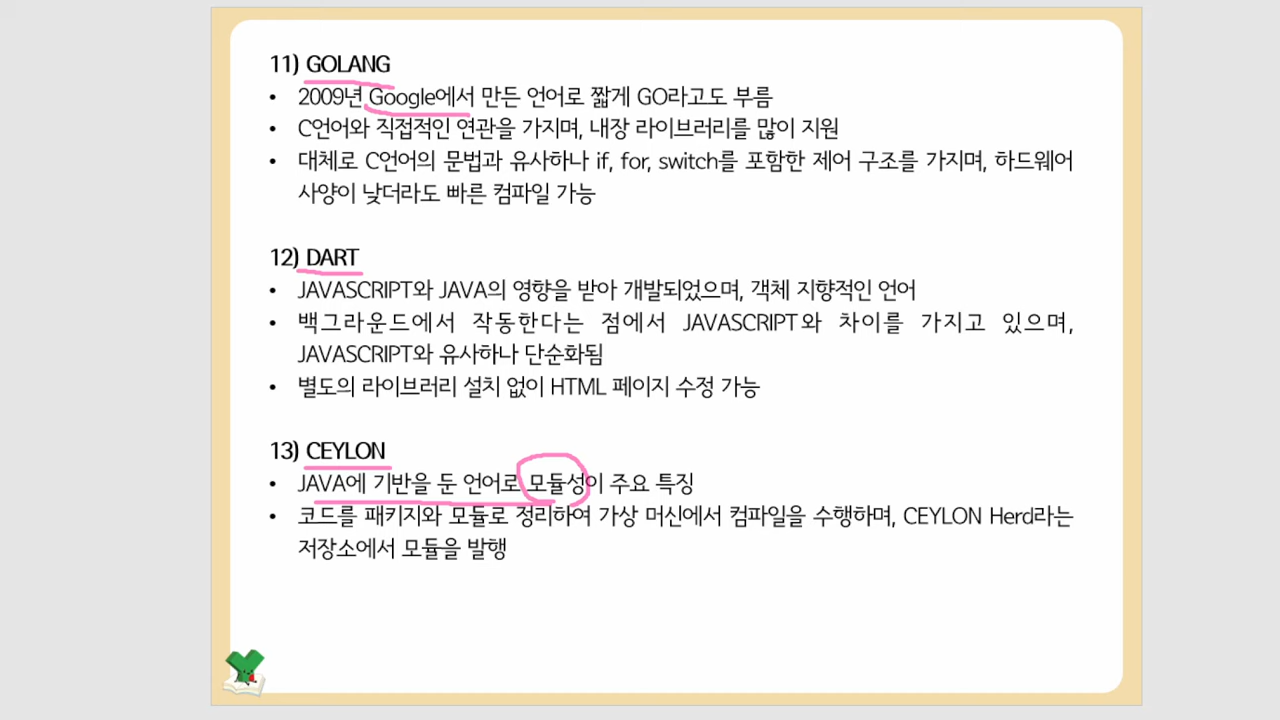 11) GOLANG
• 2009년 Google에서 만든 언어로 짧게 GO라고도 부름
• C언어와 직접적인 연관을 가지며, 내장 라이브러리를 많이 지원
• 대체로 C언어의 문법과 유사하나 if, for, switch를 포함한 제어 구조를 가지며, 하드웨어
사양이 낮더라도 빠른 컴파일 가능
12) DART
• JAVASCRIPT와 JAVA의 영향을 받아 개발되었으며, 객체 지향적인 언어
• 백그라운드에서 작동한다는 점에서 JAVASCRIPT와 차이를 가지고 있으며,
JAVASCRIPT와 유사하나 단순화됨
• 별도의 라이브러리 설치 없이 HTML 페이지 수정 가능
13) CEYLON
• JAVA에 기반을 둔 언어로 모듈성이 주요 특징
• 코드를 패키지와 모듈로 정리하여 가상 머신에서 컴파일을 수행하며, CEYLON Herd라는
저장소에서 모듈을 발행